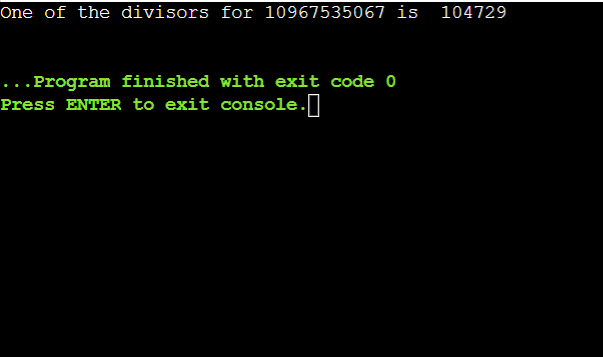 One of the divisors for 10967535067 is  104729
...Program finished with exit code 0
Press ENTER to exit console.